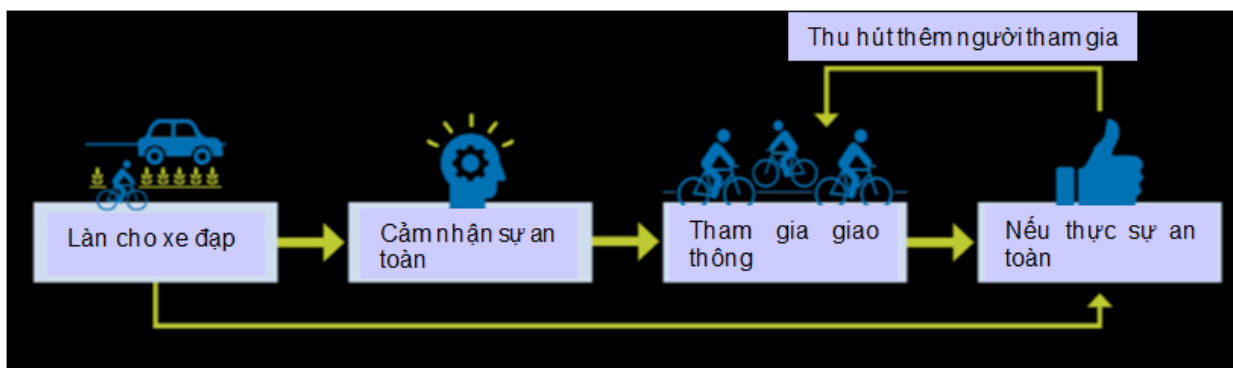 Thu hút thêm người tham gia
Làn cho xe đạp
Cảm nhận sự an
toàn
Tham gia giao
thông
Nếu thực sự an
toàn